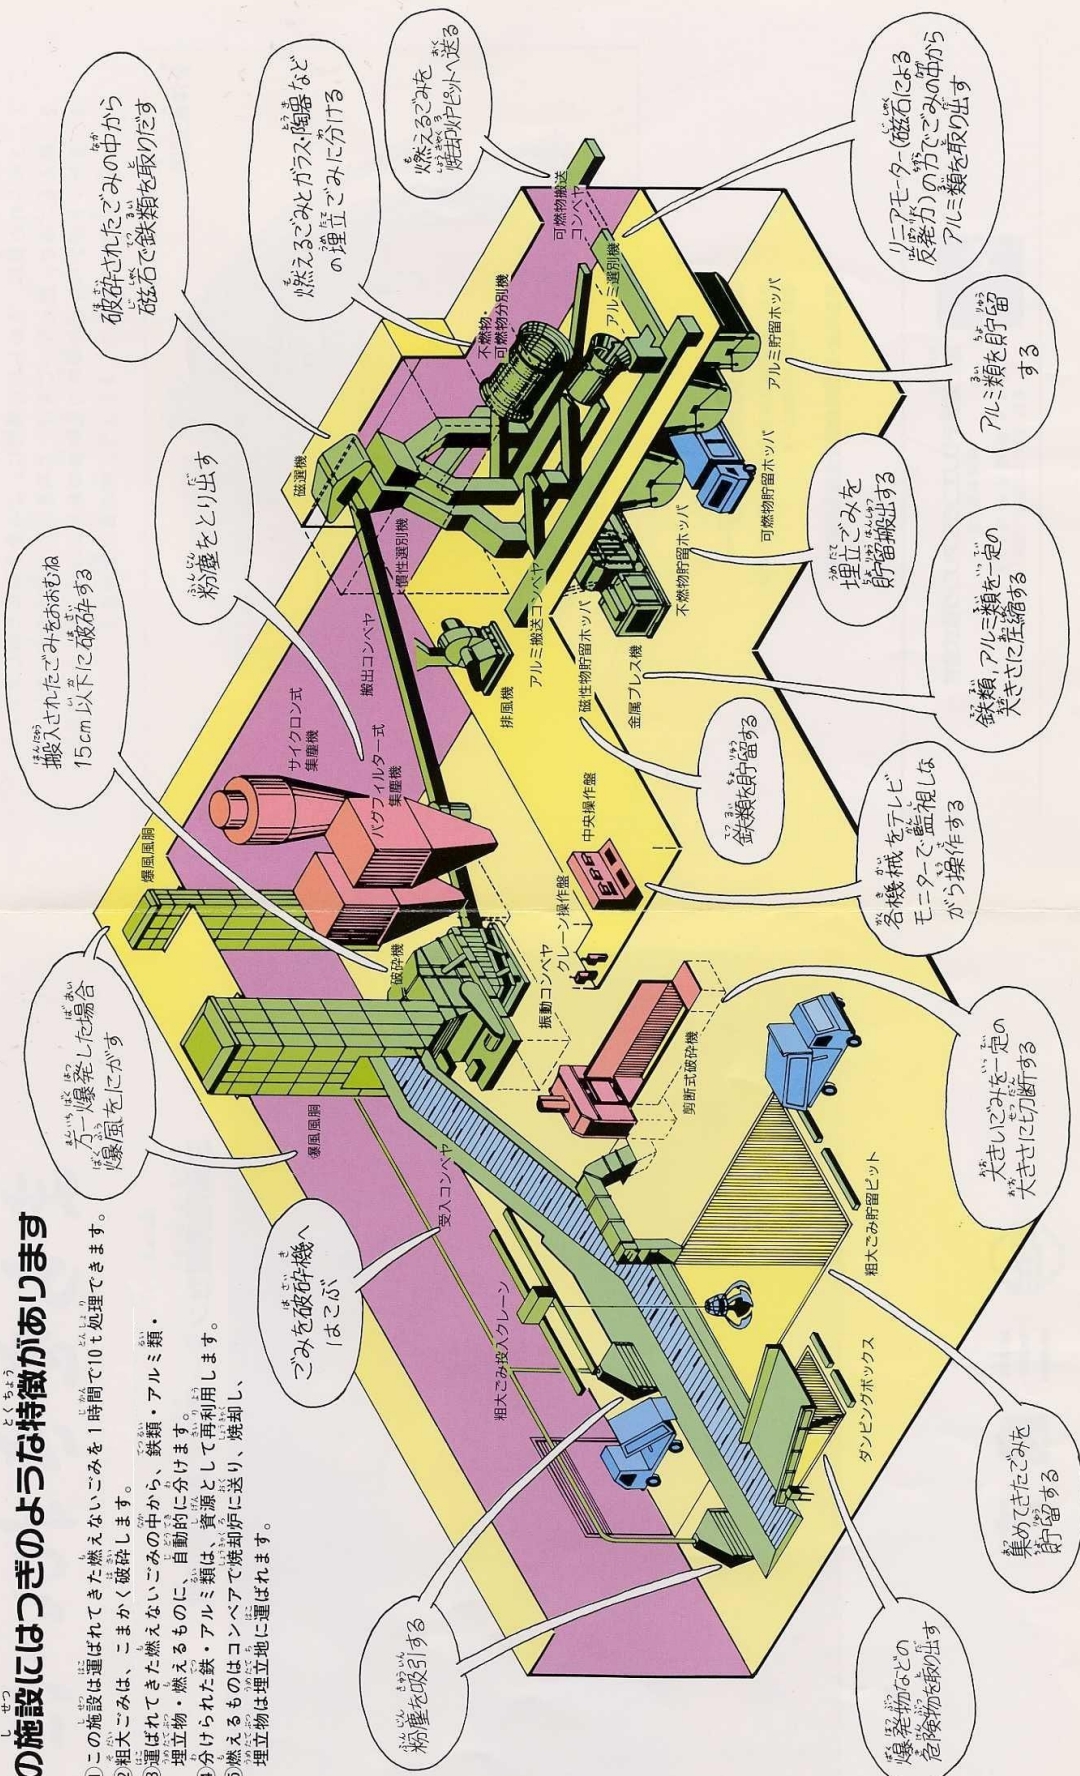 の施設にはつぎのような特徴があります
①この施設は運ばれてきた燃えないごみを1時間で10t処理できます。
②粗大ごみは、こまかく破砕します。
③運ばれてきた燃えないごみの中から、鉄類・アルミ類・
埋立物・燃えるものに、自動的に分けます。
④分けられた鉄・アルミ類は、資源として再利用します。
⑤燃えるものはコンベアで焼却炉に送り、焼却し、
埋立物は埋立地に運ばれます。
万一爆発した場合
爆風をにがす
搬入されたごみをおおむね
15cm以下に破砕する
粉塵をとり出す
破砕されたごみの中から
磁石で鉄類を取りだす
燃えるごみとガラス・陶器など
の埋立ごみに分ける
燃えるごみを
焼却炉ピットへ送る
ごみを破砕機へ
はこぶ
粉塵を吸引する
爆風風胴
爆風風胴
サイクロン式
集塵機
バグフィルター式
集塵機
搬出コンベヤ
磁選機
慣性選別機
不燃物・
可燃物分別機
可燃物搬送
コンベヤ
アルミ選別機
破砕機
受入コンベヤ
粗大ごみ投入クレーン
振動コンベヤ
クレーン操作盤
中央操作盤
排風機
アルミ搬送コンベヤ
磁性物貯留ホッパ
金属プレス機
不燃物貯留ホッパ
可燃物貯留ホッパ
アルミ貯留ホッパ
剪断式破砕機
粗大ごみ貯留ピット
ダンピングボックス
爆発物などの
危険物を取り出す
集めてきたごみを
貯留する
大きいごみを一定の
大きさに切断する
各機械をテレビ
モニターで監視しな
がら操作する
鉄類を貯留する
鉄類,アルミ類を一定の
大きさに圧縮する
埋立ごみを
貯留搬出する
アルミ類を貯留
する
リニアモーター(磁石による
反発力)の力でごみの中から
アルミ類を取り出す